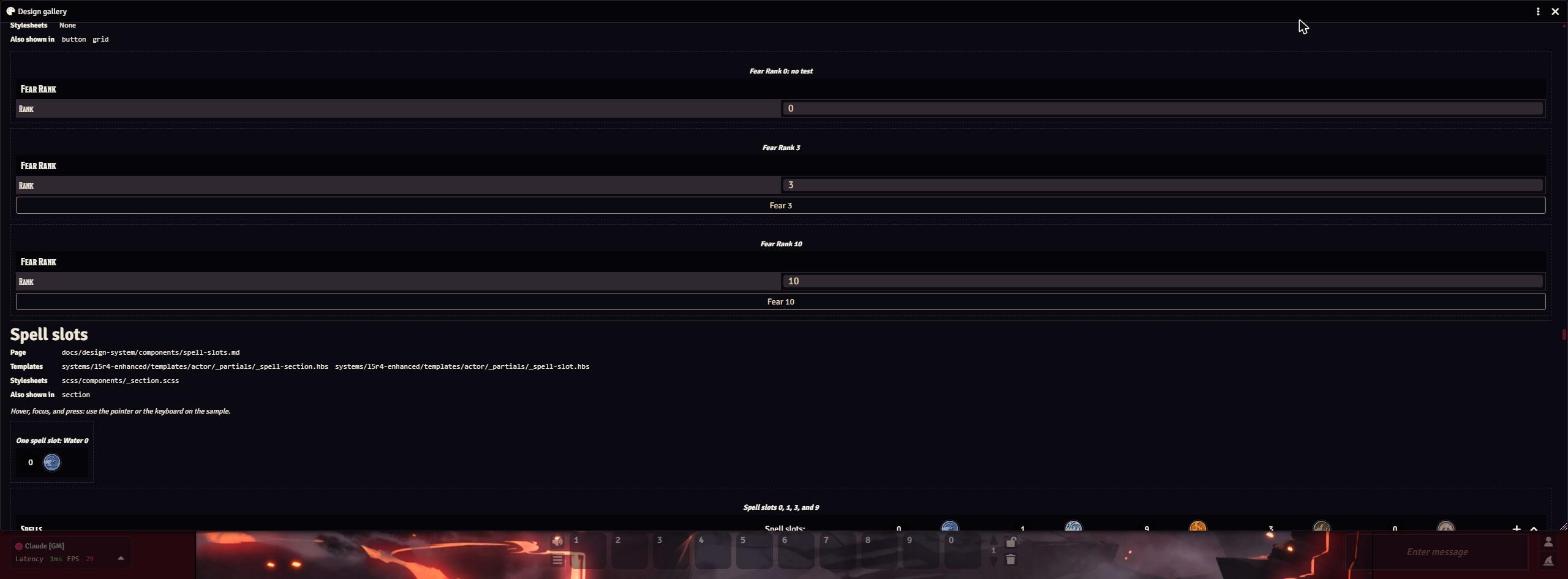 Design gallery
Stylesheets None
Also shown in button grid
Fear Rank 0: no test
Fear Rank
Rank 0
Fear Rank 3
Fear Rank
Rank 3
Fear 3
Fear Rank 10
Fear Rank
Rank 10
Fear 10
Spell slots
Page docs/design-system/components/spell-slots.md
Templates systems/l5r4-enhanced/templates/actor/_partials/_spell-section.hbs systems/l5r4-enhanced/templates/actor/_partials/_spell-slot.hbs
Stylesheets scss/components/_section.scss
Also shown in section
Hover, focus, and press: use the pointer or the keyboard on the sample.
One spell slot: Water 0
0
Spell slots 0, 1, 3, and 9
Spells Spell slots: 0 1 9 3 0
Claude [GM]
Latency 3ms FPS 29
1 2 3 4 5 6 7 8 9 0
1
Enter message